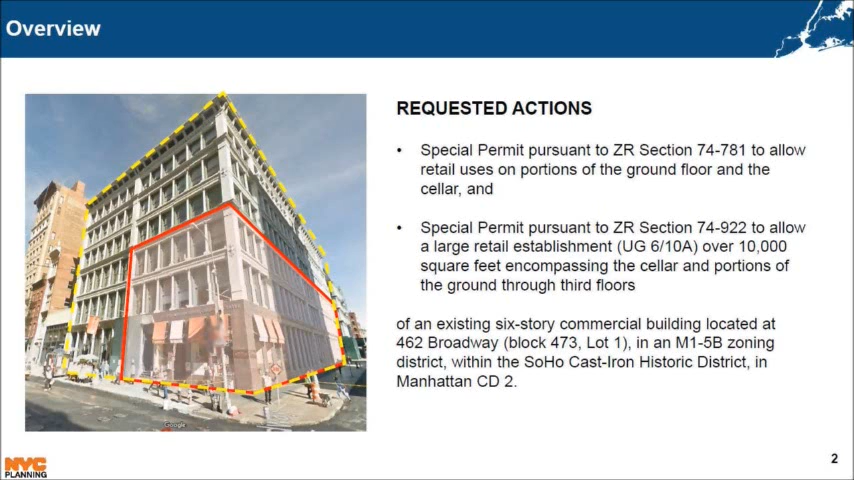 Overview
REQUESTED ACTIONS
• Special Permit pursuant to ZR Section 74-781 to allow
retail uses on portions of the ground floor and the
cellar, and
• Special Permit pursuant to ZR Section 74-922 to allow
a large retail establishment (UG 6/10A) over 10,000
square feet encompassing the cellar and portions of
the ground through third floors
of an existing six-story commercial building located at
462 Broadway (block 473, Lot 1), in an M1-5B zoning
district, within the SoHo Cast-Iron Historic District, in
Manhattan CD 2.
Google
NYC
PLANNING
2